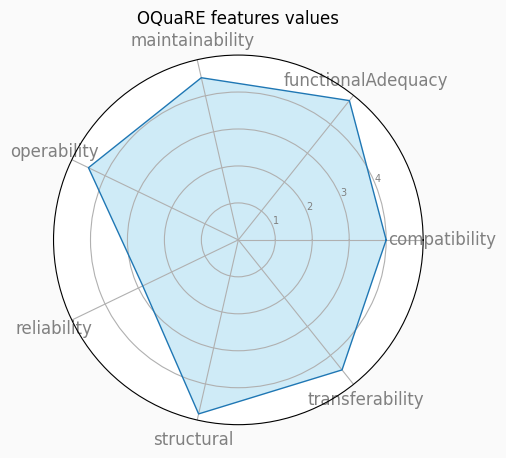 OQuaRE features values
maintainability
functionalAdequacy
operability
4
3
2
1
compatibility
reliability
transferability
structural